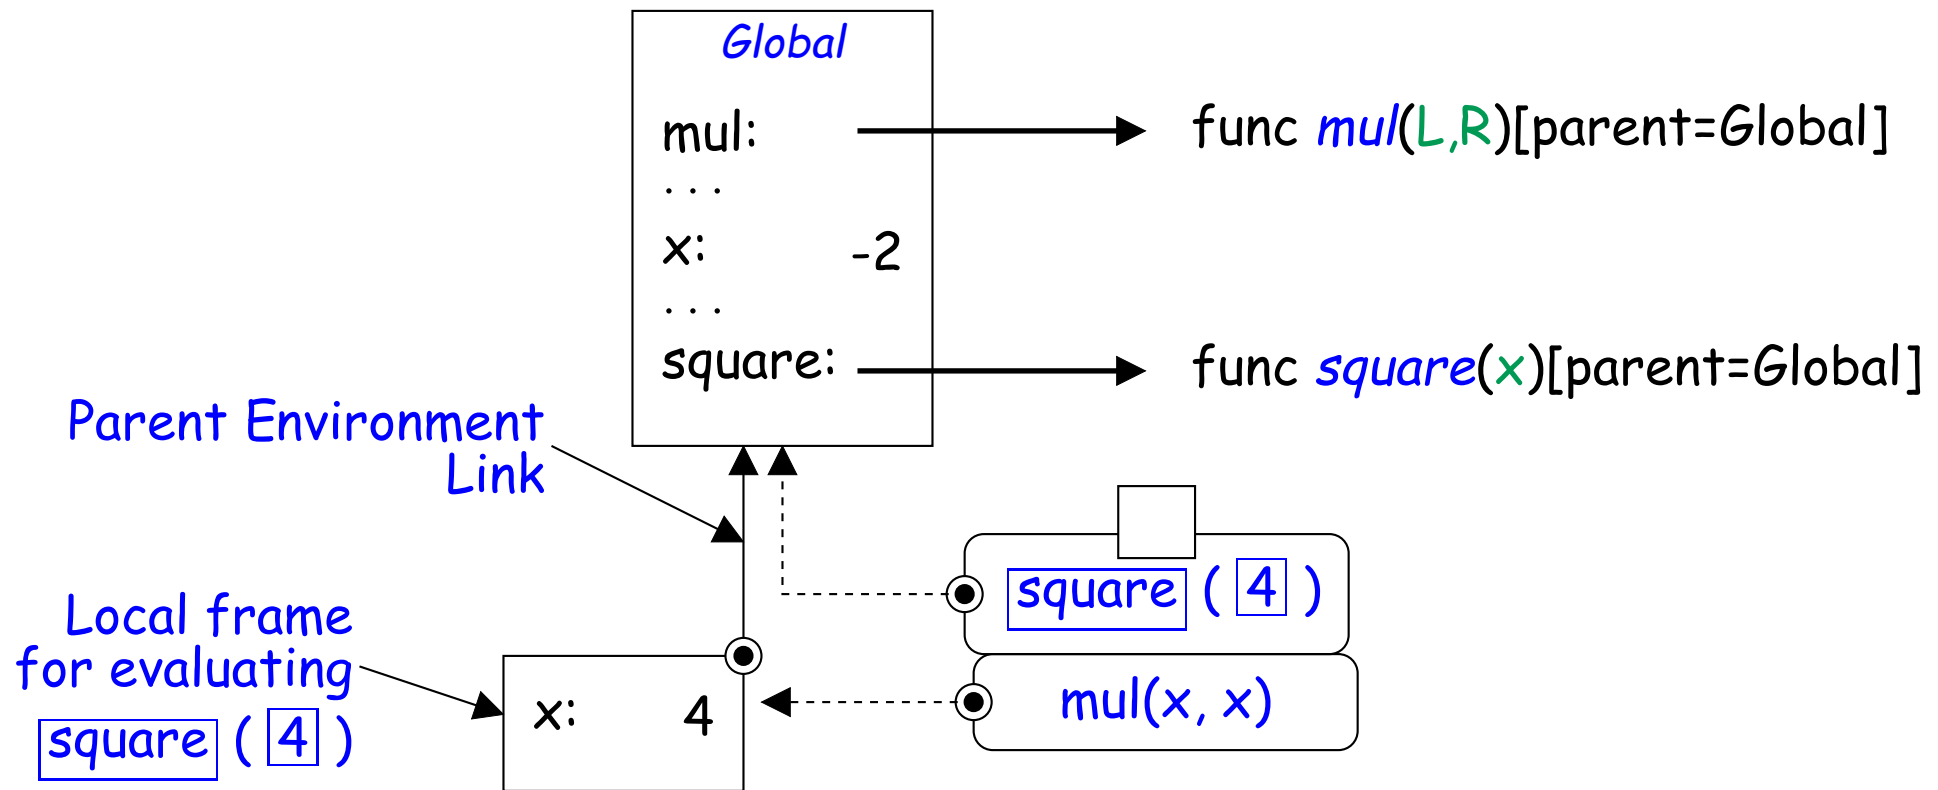 Global
mul:
func mul(L,R)[parent=Global]
. . .
x: -2
. . .
square:
func square(x)[parent=Global]
Parent Environment
Link
square ( 4 )
mul(x, x)
Local frame
for evaluating
square ( 4 )
x: 4